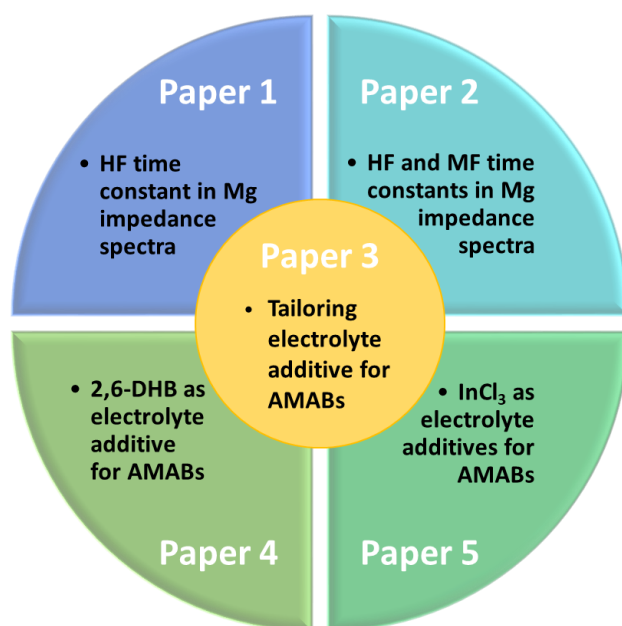 Paper 1
• HF time
constant in Mg
impedance
spectra
Paper 2
• HF and MF time
constants in Mg
impedance
spectra
Paper 3
• Tailoring
electrolyte
additive for
AMABs
• 2,6-DHB as
electrolyte
additive
for AMABs
Paper 4
• InCl₃ as
electrolyte
additives for
AMABs
Paper 5